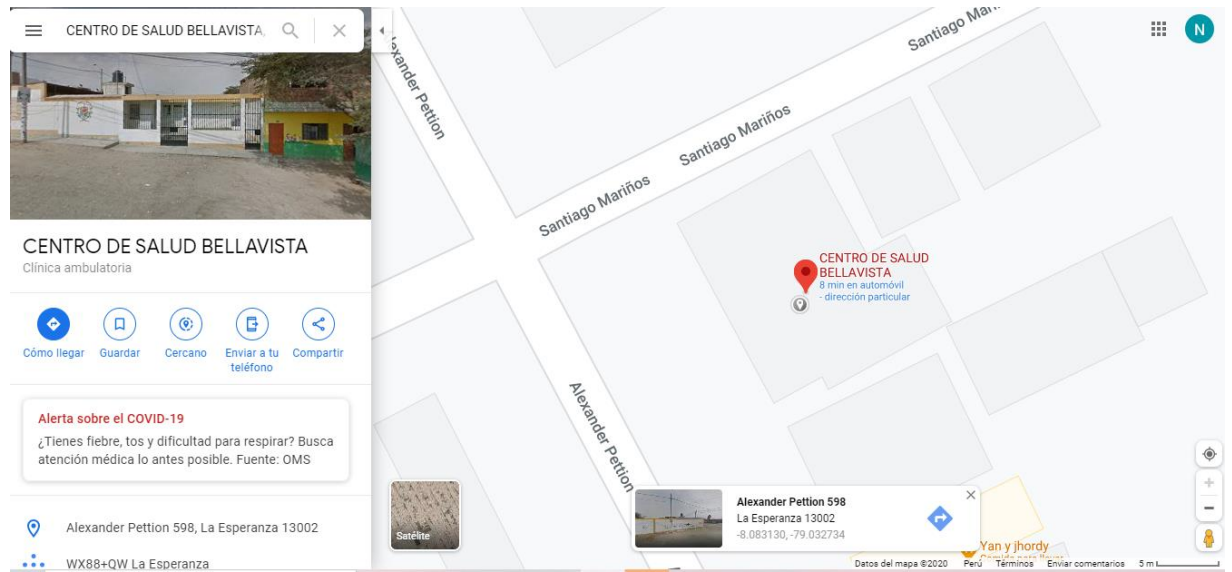 CENTRO DE SALUD BELLAVISTA,
CENTRO DE SALUD BELLAVISTA
Clínica ambulatoria
Cómo llegar
Guardar
Cercano
Enviar a tu
teléfono
Compartir
Alerta sobre el COVID-19
¿Tienes fiebre, tos y dificultad para respirar? Busca
atención médica lo antes posible. Fuente: OMS
Alexander Pettion 598, La Esperanza 13002
WX88+QW La Esperanza
Alexander Pettion
Santiago Mariños
Santiago Mariños
Santiago
N
CENTRO DE SALUD
BELLAVISTA
8 min en automóvil
- dirección particular
Alexander Pettion
Satélite
Alexander Pettion 598
La Esperanza 13002
-8.083130, -79.032734
Yan y jhordy
Datos del mapa ©2020 Perú Términos Enviar comentarios 5 m